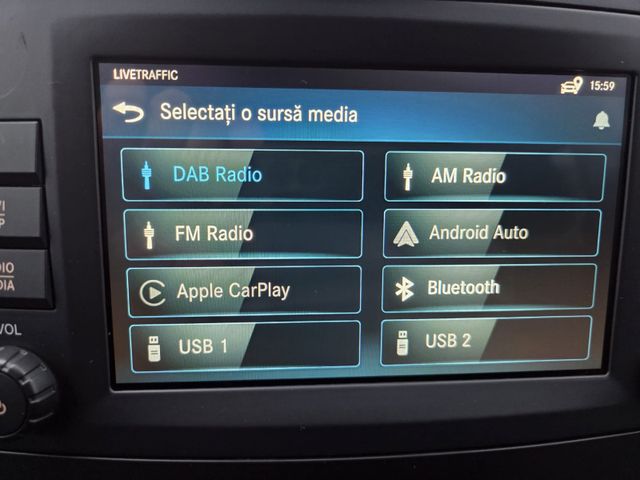 LIVETRAFFIC
15:59
Selectați o sursă media
DAB Radio
AM Radio
FM Radio
Android Auto
Apple CarPlay
Bluetooth
USB 1
USB 2
VOL